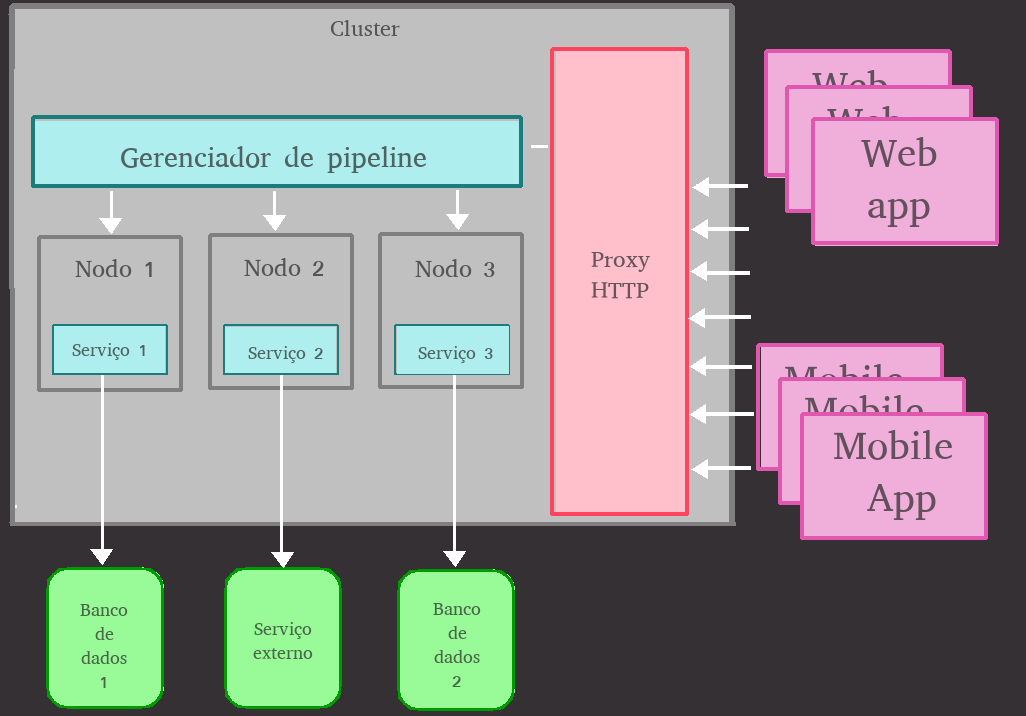 Cluster
Gerenciador de pipeline
Nodo 1
Nodo 2
Nodo 3
Serviço 1
Serviço 2
Serviço 3
Proxy
HTTP
Web
Web
Web
app
Mobile
Mobile
Mobile
App
Banco
de
dados
1
Serviço
externo
Banco
de
dados
2